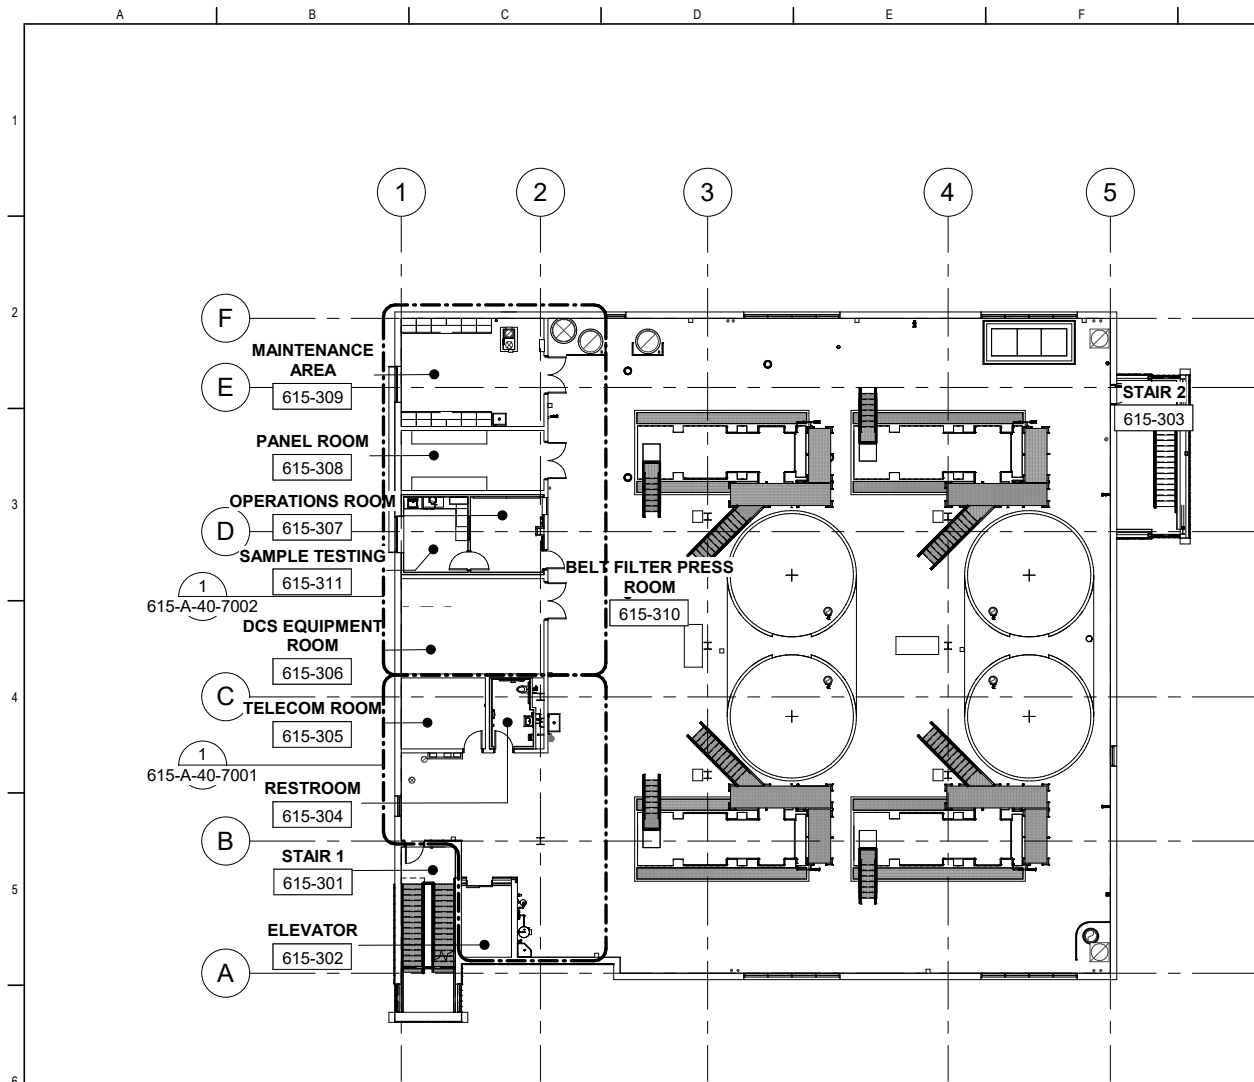 A B C D E F
1
1 2 3 4 5
2
F
MAINTENANCE
AREA
615-309
E
STAIR 2
615-303
PANEL ROOM
615-308
3
OPERATIONS ROOM
615-307
D
SAMPLE TESTING
615-311
BELT FILTER PRESS
ROOM
615-310
1
615-A-40-7002
DCS EQUIPMENT
ROOM
615-306
4
C
TELECOM ROOM
615-305
1
615-A-40-7001
RESTROOM
615-304
B
STAIR 1
615-301
5
ELEVATOR
615-302
A
6